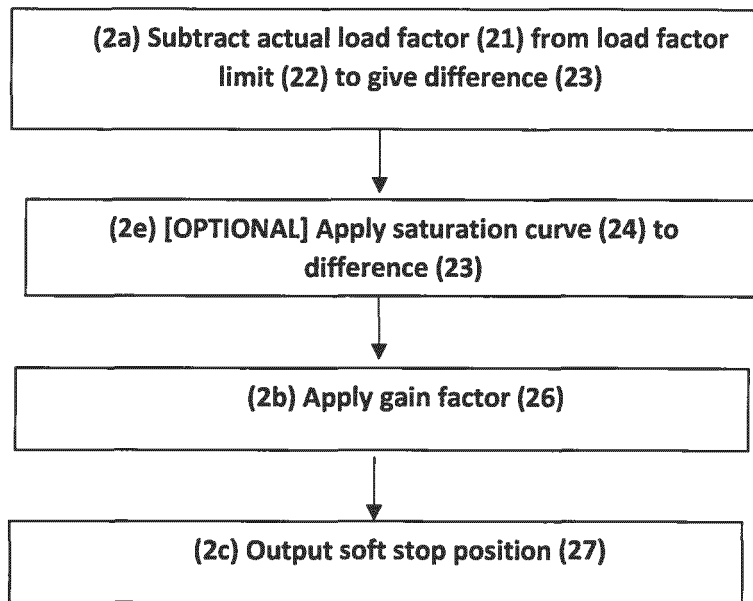 (2a) Subtract actual load factor (21) from load factor
limit (22) to give difference (23)
(2e) [OPTIONAL] Apply saturation curve (24) to
difference (23)
(2b) Apply gain factor (26)
(2c) Output soft stop position (27)